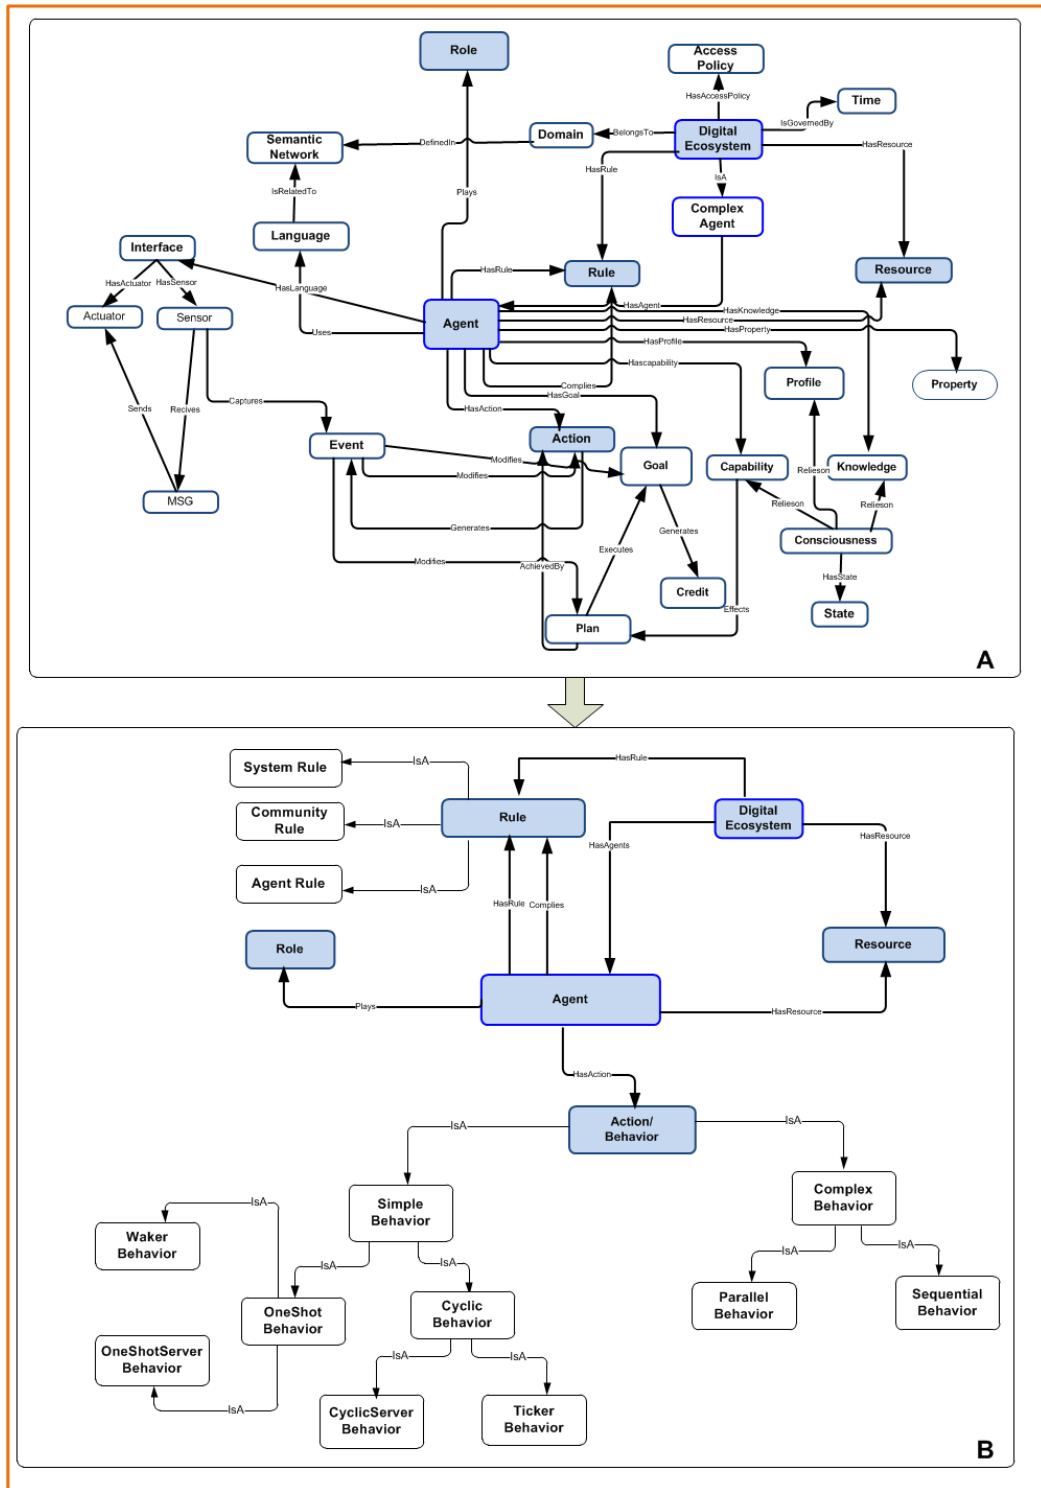 Role
Access
Policy
HasAccessPolicy
Time
IsGovernedBy
Semantic
Network
DefinedIn
Domain
BelongsTo
Digital
Ecosystem
HasResource
HasRule
IsA
IsRelatedTo
Plays
Complex
Agent
Language
Interface
HasActuator
HasSensor
HasLanguage
HasRule
Rule
Resource
Actuator
Sensor
Uses
Agent
HasAgent
HasKnowledge
HasResource
HasProperty
HasProfile
Hascapability
Complies
HasGoal
HasAction
Profile
Property
Sends
Recives
Captures
Event
Action
Modifies
Modifies
Goal
Capability
Relieson
Knowledge
MSG
Relieson
Relieson
Generates
Generates
Consciousness
Executes
Modifies
AchievedBy
HasState
Credit
Effects
State
Plan
A
System Rule
IsA
HasRule
Community
Rule
IsA
Rule
Digital
Ecosystem
HasAgents
HasResource
Agent Rule
IsA
HasRule
Complies
Role
Resource
Agent
Plays
HasResource
HasAction
Action/
Behavior
IsA
IsA
Simple
Behavior
Complex
Behavior
IsA
Waker
Behavior
IsA
IsA
IsA
IsA
OneShot
Behavior
Cyclic
Behavior
Parallel
Behavior
Sequential
Behavior
OneShotServer
Behavior
IsA
IsA
IsA
CyclicServer
Behavior
Ticker
Behavior
B